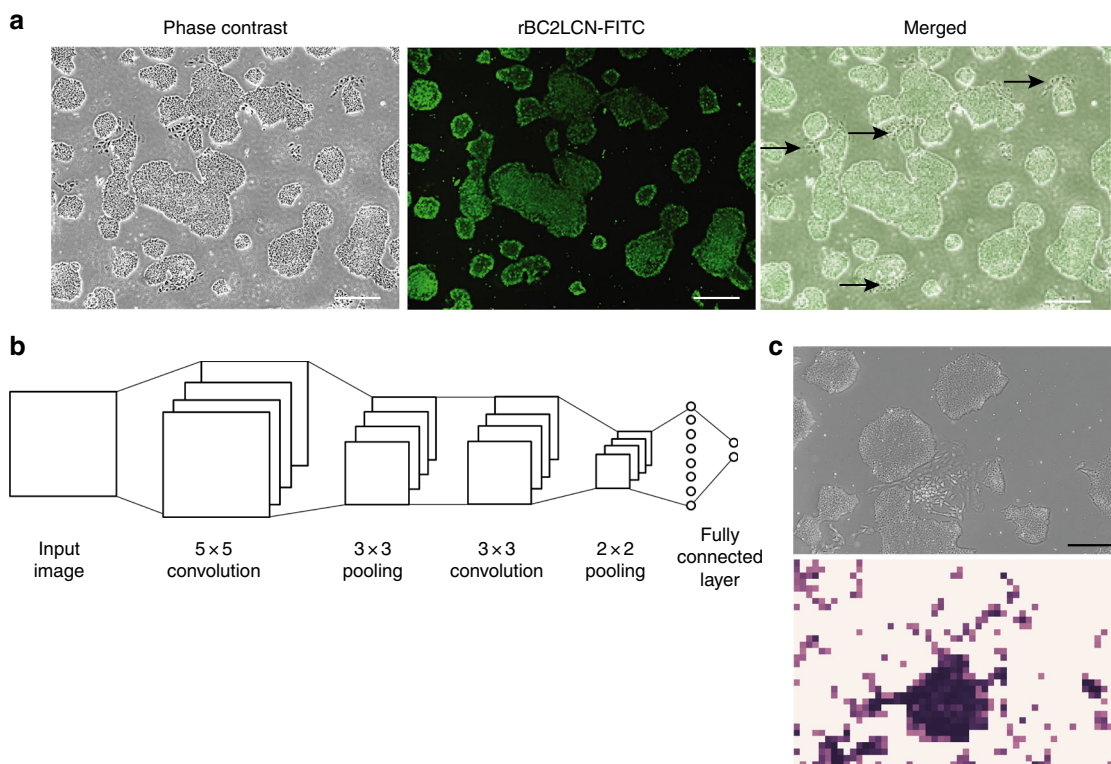 a
Phase contrast
rBC2LCN-FITC
Merged
b
Input
image
5 × 5
convolution
3 × 3
pooling
3 × 3
convolution
2 × 2
pooling
Fully
connected
layer
c